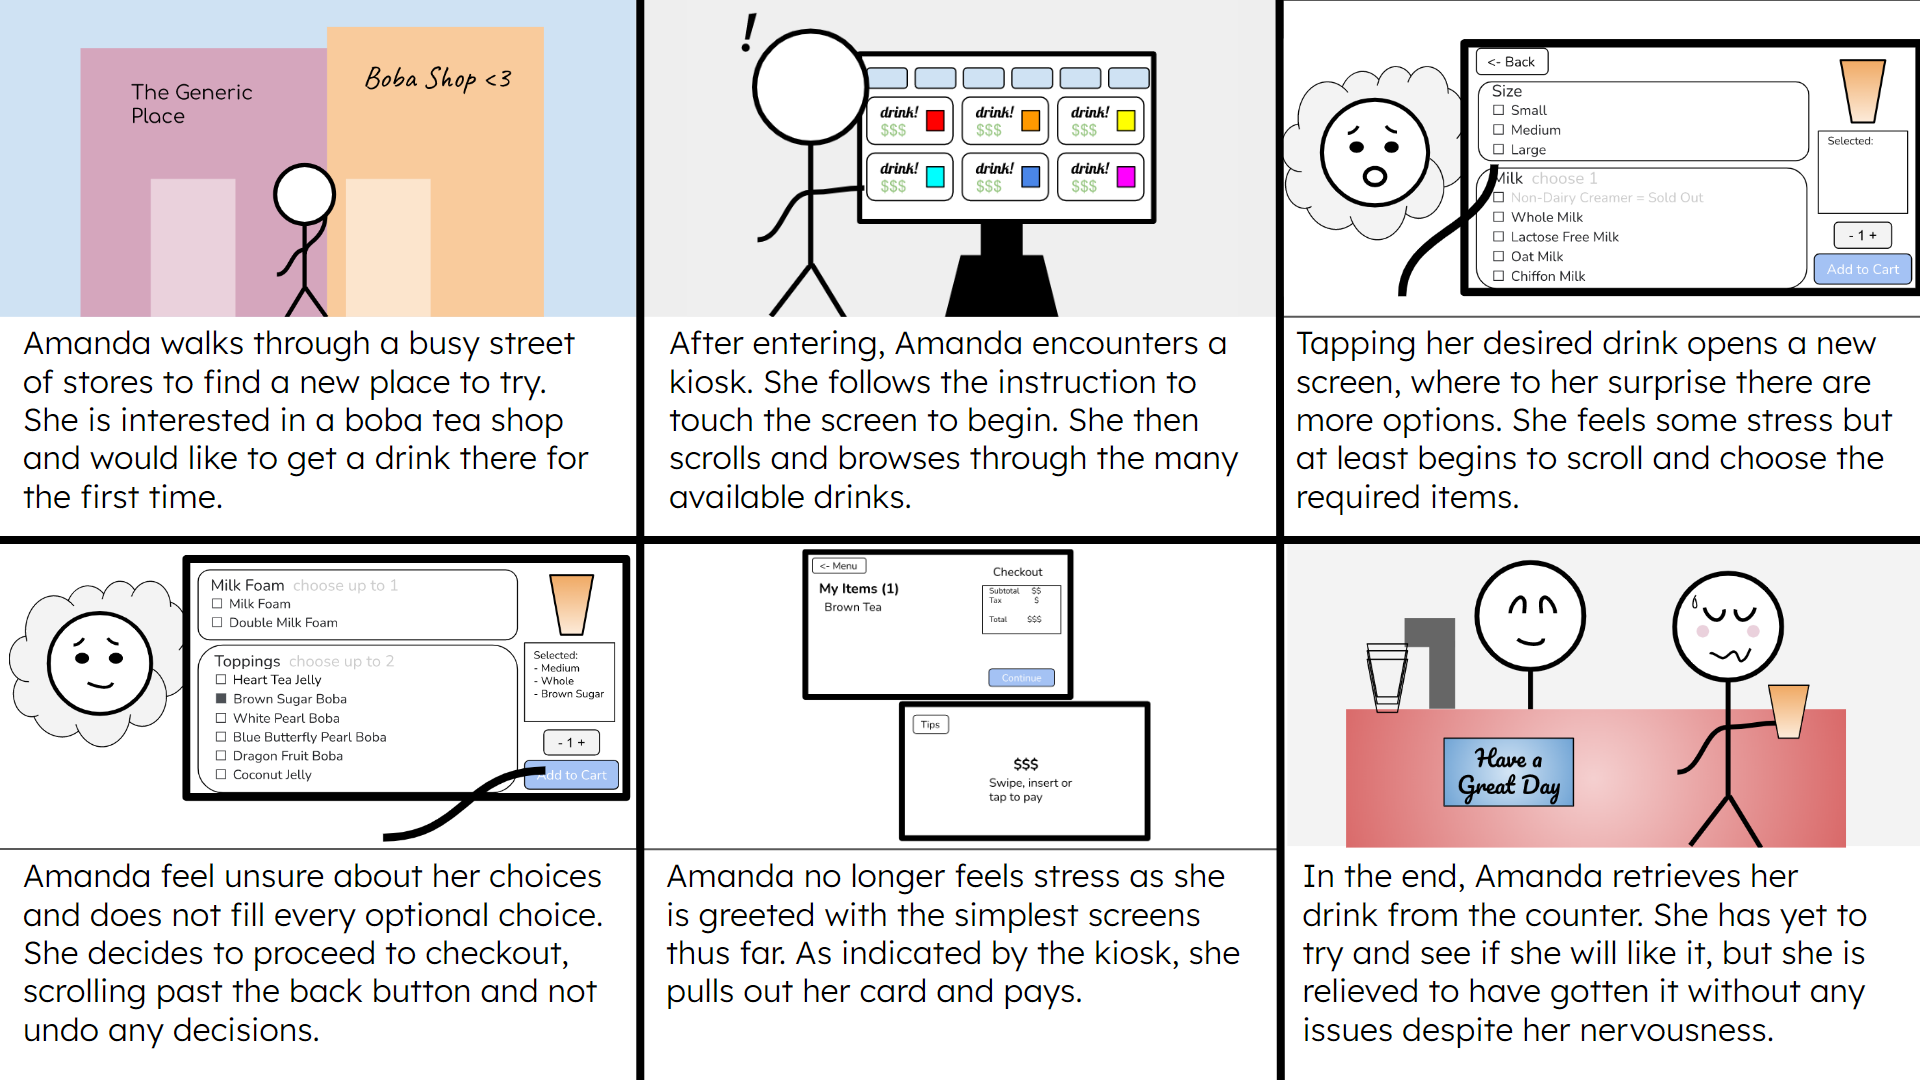 The Generic
Place
Boba Shop <3
Amanda walks through a busy street
of stores to find a new place to try.
She is interested in a boba tea shop
and would like to get a drink there for
the first time.
!
drink!
$$$
drink!
$$$
drink!
$$$
drink!
$$$
drink!
$$$
drink!
$$$
After entering, Amanda encounters a
kiosk. She follows the instruction to
touch the screen to begin. She then
scrolls and browses through the many
available drinks.
<- Back
Size
Small
Medium
Large
Milk choose 1
Non-Dairy Creamer = Sold Out
Whole Milk
Lactose Free Milk
Oat Milk
Chiffon Milk
Selected:
- 1 +
Add to Cart
Tapping her desired drink opens a new
screen, where to her surprise there are
more options. She feels some stress but
at least begins to scroll and choose the
required items.
Milk Foam choose up to 1
Milk Foam
Double Milk Foam
Toppings choose up to 2
Heart Tea Jelly
Brown Sugar Boba
White Pearl Boba
Blue Butterfly Pearl Boba
Dragon Fruit Boba
Coconut Jelly
Selected:
- Medium
- Whole
- Brown Sugar
- 1 +
Add to Cart
Amanda feel unsure about her choices
and does not fill every optional choice.
She decides to proceed to checkout,
scrolling past the back button and not
undo any decisions.
<- Menu
My Items (1)
Brown Tea
Checkout
Subtotal $$
Tax $
Total $$$
Continue
Tips
$$$
Swipe, insert or
tap to pay
Amanda no longer feels stress as she
is greeted with the simplest screens
thus far. As indicated by the kiosk, she
pulls out her card and pays.
Have a
Great Day
In the end, Amanda retrieves her
drink from the counter. She has yet to
try and see if she will like it, but she is
relieved to have gotten it without any
issues despite her nervousness.